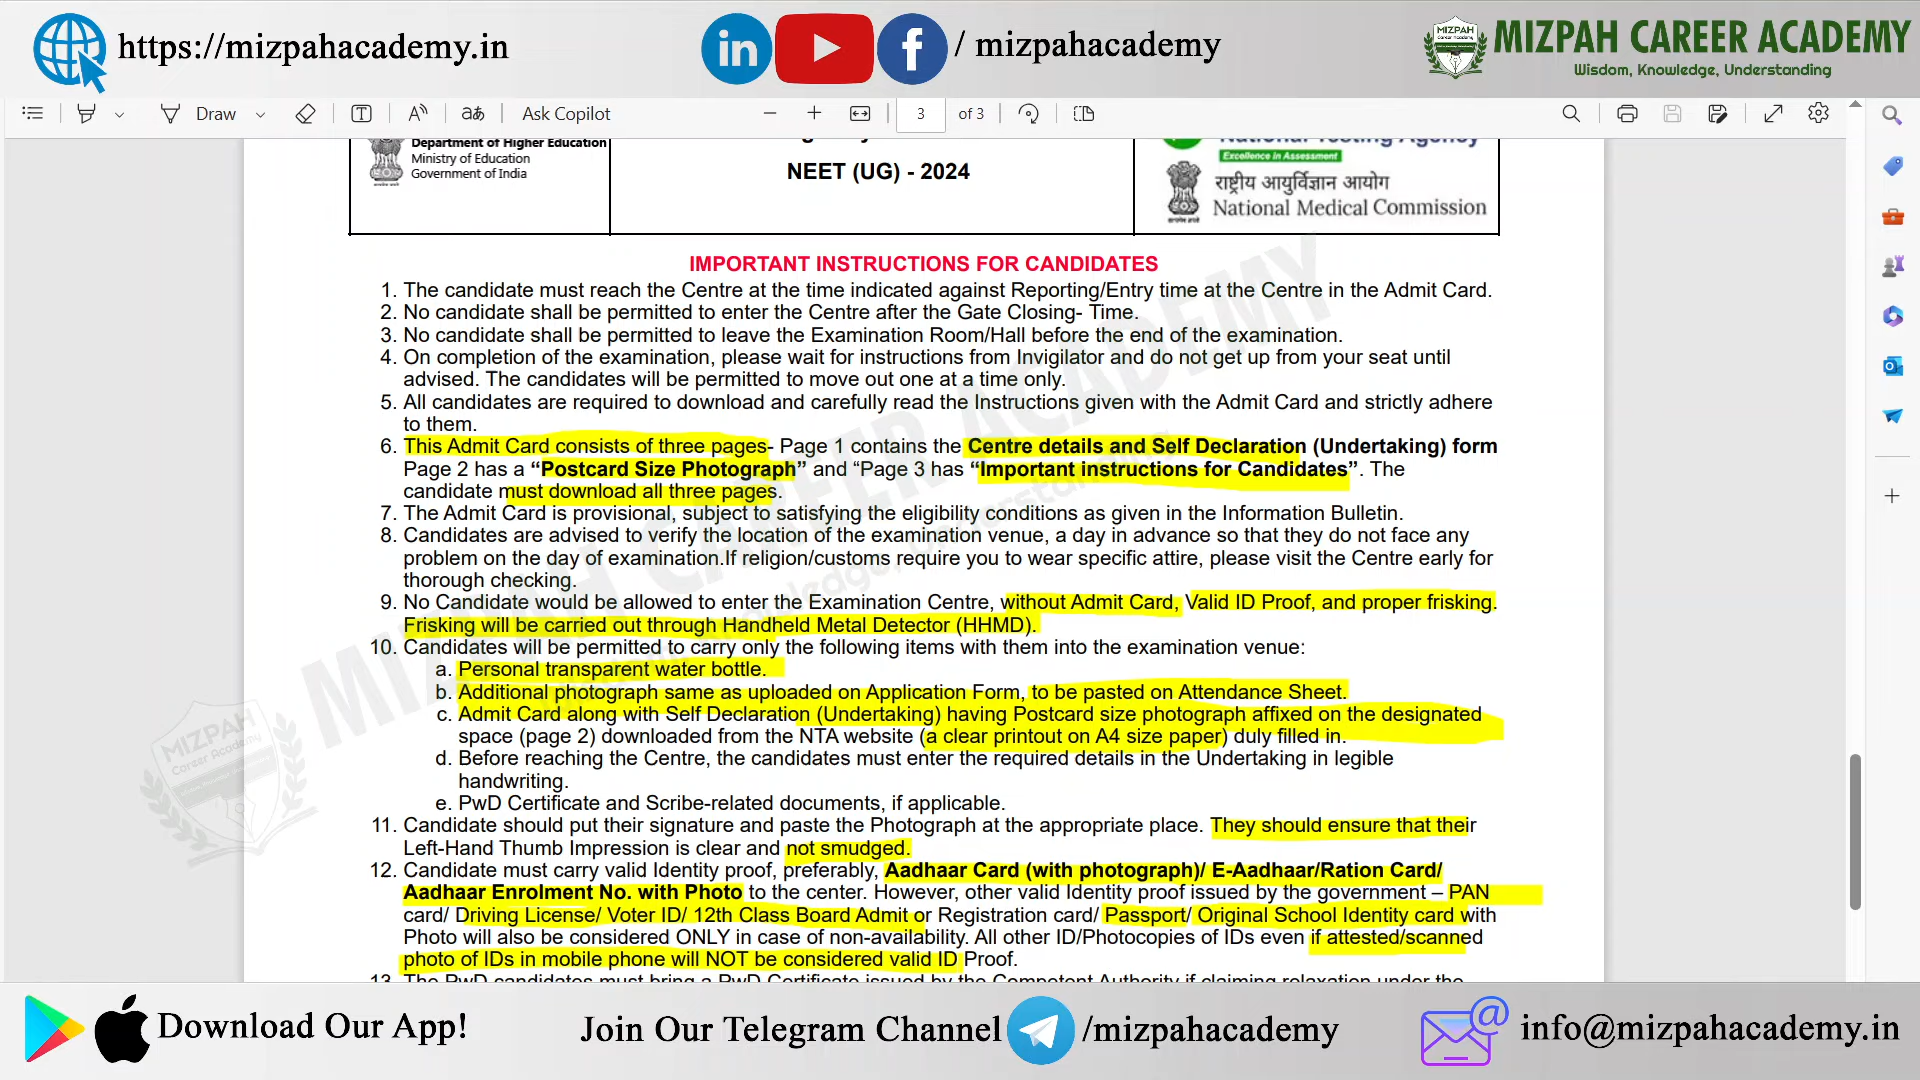 https://mizpahacademy.in
/ mizpahacademy
MIZPAH CAREER ACADEMY
Wisdom, Knowledge, Understanding
Draw
Ask Copilot
3 of 3
Department of Higher Education
Ministry of Education
Government of India
NEET (UG) - 2024
National Testing Agency
Excellence in Assessment
राष्ट्रीय आयुर्विज्ञान आयोग
National Medical Commission
IMPORTANT INSTRUCTIONS FOR CANDIDATES
1. The candidate must reach the Centre at the time indicated against Reporting/Entry time at the Centre in the Admit Card.
2. No candidate shall be permitted to enter the Centre after the Gate Closing- Time.
3. No candidate shall be permitted to leave the Examination Room/Hall before the end of the examination.
4. On completion of the examination, please wait for instructions from Invigilator and do not get up from your seat until
advised. The candidates will be permitted to move out one at a time only.
5. All candidates are required to download and carefully read the Instructions given with the Admit Card and strictly adhere
to them.
6. This Admit Card consists of three pages- Page 1 contains the Centre details and Self Declaration (Undertaking) form
Page 2 has a “Postcard Size Photograph” and “Page 3 has “Important instructions for Candidates”. The
candidate must download all three pages.
7. The Admit Card is provisional, subject to satisfying the eligibility conditions as given in the Information Bulletin.
8. Candidates are advised to verify the location of the examination venue, a day in advance so that they do not face any
problem on the day of examination.If religion/customs require you to wear specific attire, please visit the Centre early for
thorough checking.
9. No Candidate would be allowed to enter the Examination Centre, without Admit Card, Valid ID Proof, and proper frisking.
Frisking will be carried out through Handheld Metal Detector (HHMD).
10. Candidates will be permitted to carry only the following items with them into the examination venue:
a. Personal transparent water bottle.
b. Additional photograph same as uploaded on Application Form, to be pasted on Attendance Sheet.
c. Admit Card along with Self Declaration (Undertaking) having Postcard size photograph affixed on the designated
space (page 2) downloaded from the NTA website (a clear printout on A4 size paper) duly filled in.
d. Before reaching the Centre, the candidates must enter the required details in the Undertaking in legible
handwriting.
e. PwD Certificate and Scribe-related documents, if applicable.
11. Candidate should put their signature and paste the Photograph at the appropriate place. They should ensure that their
Left-Hand Thumb Impression is clear and not smudged.
12. Candidate must carry valid Identity proof, preferably, Aadhaar Card (with photograph)/ E-Aadhaar/Ration Card/
Aadhaar Enrolment No. with Photo to the center. However, other valid Identity proof issued by the government – PAN
card/ Driving License/ Voter ID/ 12th Class Board Admit or Registration card/ Passport/ Original School Identity card with
Photo will also be considered ONLY in case of non-availability. All other ID/Photocopies of IDs even if attested/scanned
photo of IDs in mobile phone will NOT be considered valid ID Proof.
13. The PwD candidates must bring a PwD Certificate issued by the Competent Authority if claiming relaxation under the
Download Our App!
Join Our Telegram Channel /mizpahacademy
info@mizpahacademy.in